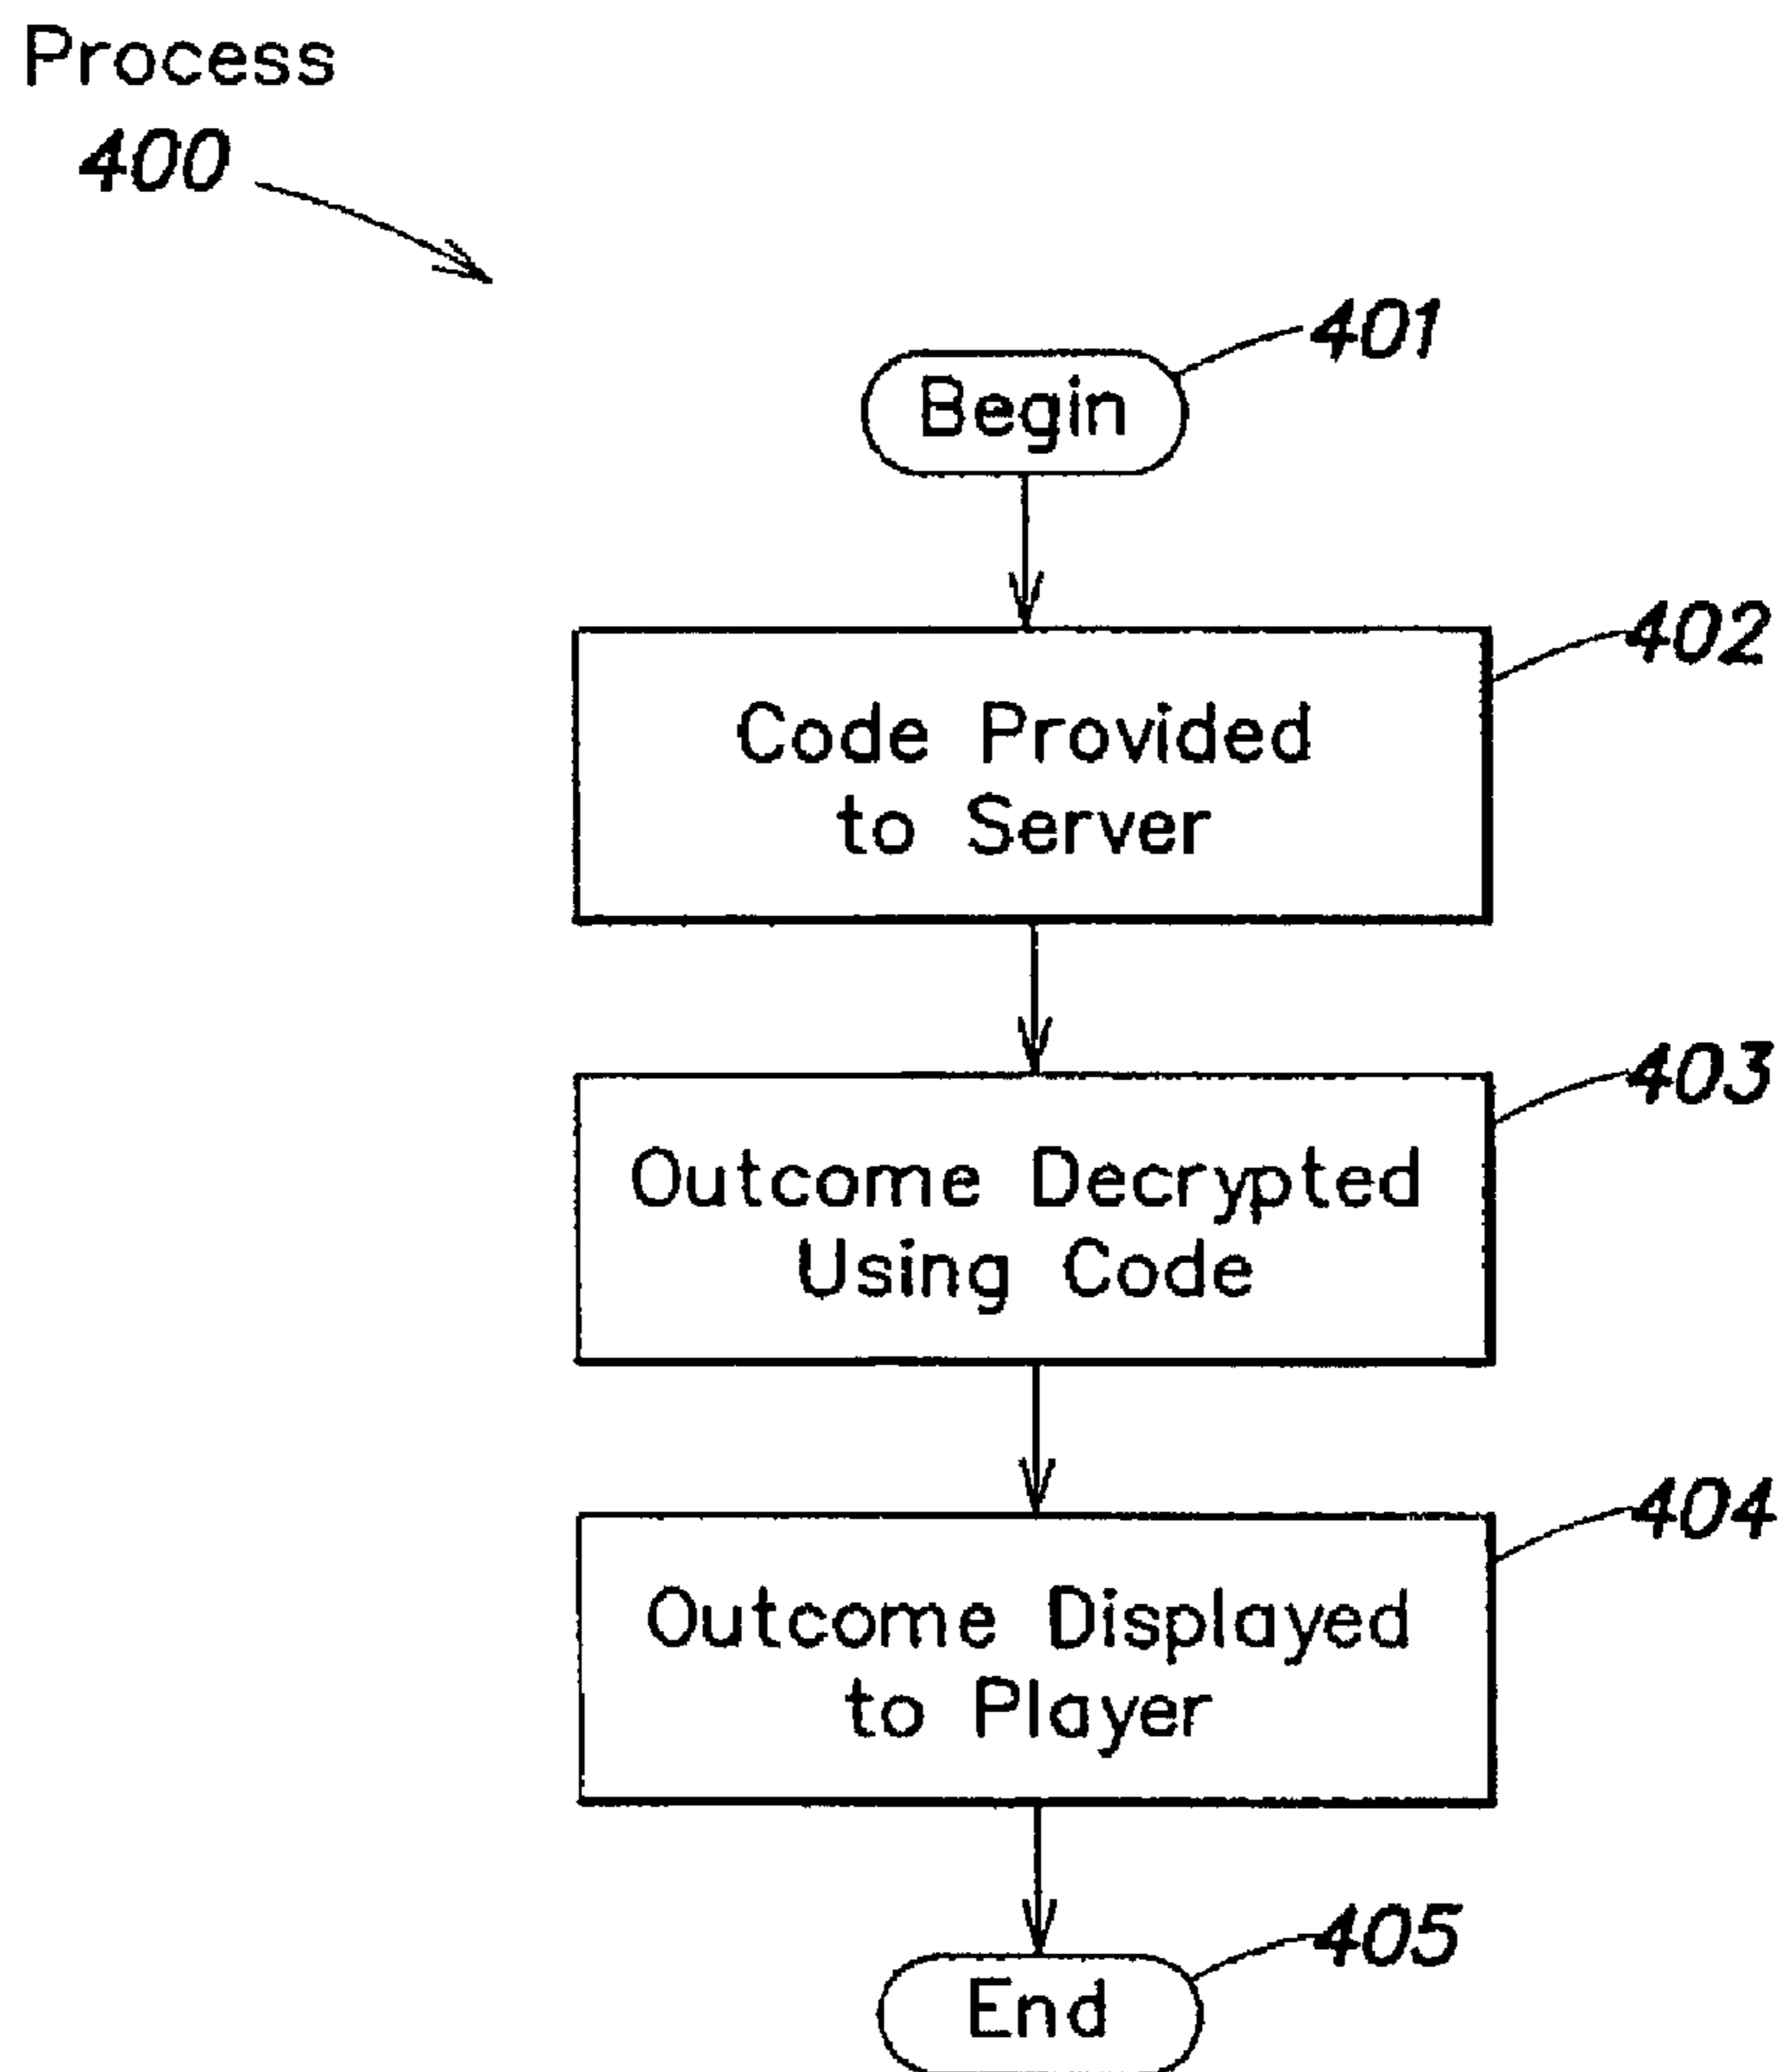 Process
400
401
Begin
402
Code Provided
to Server
403
Outcome Decrypted
Using Code
404
Outcome Displayed
to Player
405
End